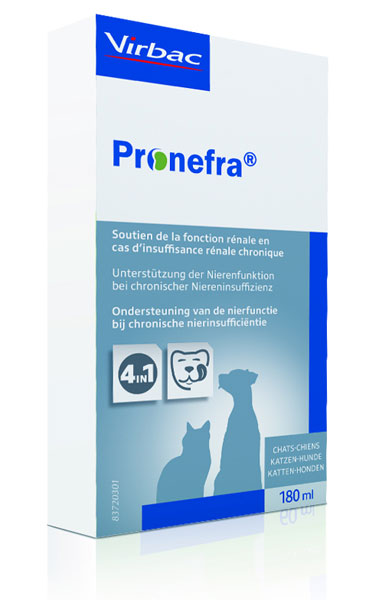 Virbac
Pronefra®
Soutien de la fonction rénale en
cas d'insuffisance rénale chronique
Unterstützung der Nierenfunktion
bei chronischer Niereninsuffizienz
Ondersteuning van de nierfunctie
bij chronische nierinsufficiëntie
4 IN 1
CHATS-CHIENS
KATZEN-HUNDE
KATTEN-HONDEN
180 ml
83720301